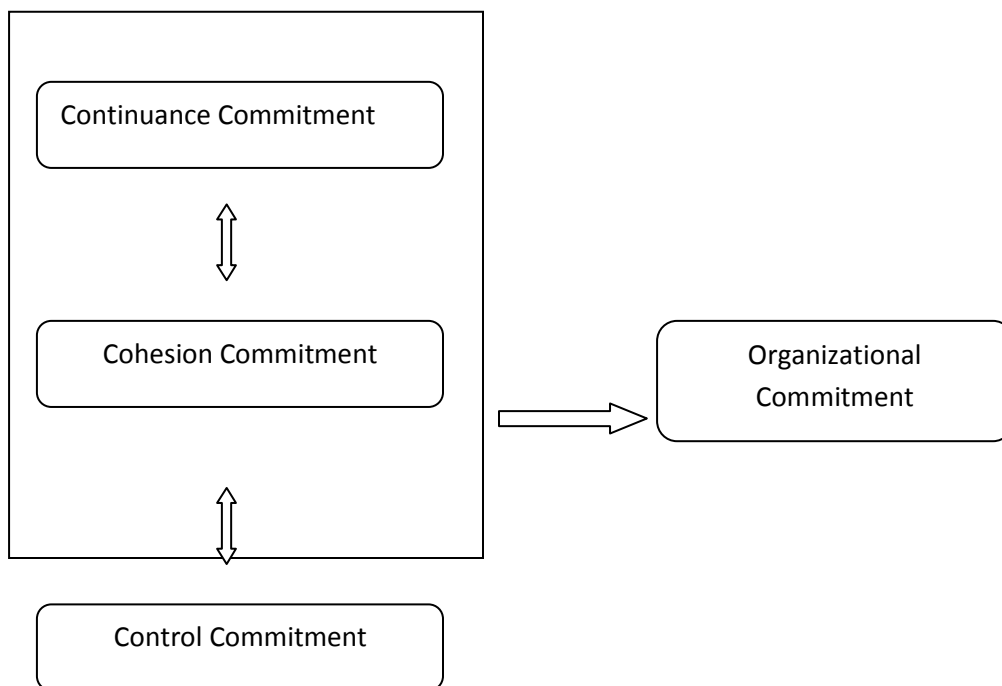 Continuance Commitment
Cohesion Commitment
Organizational
Commitment
Control Commitment